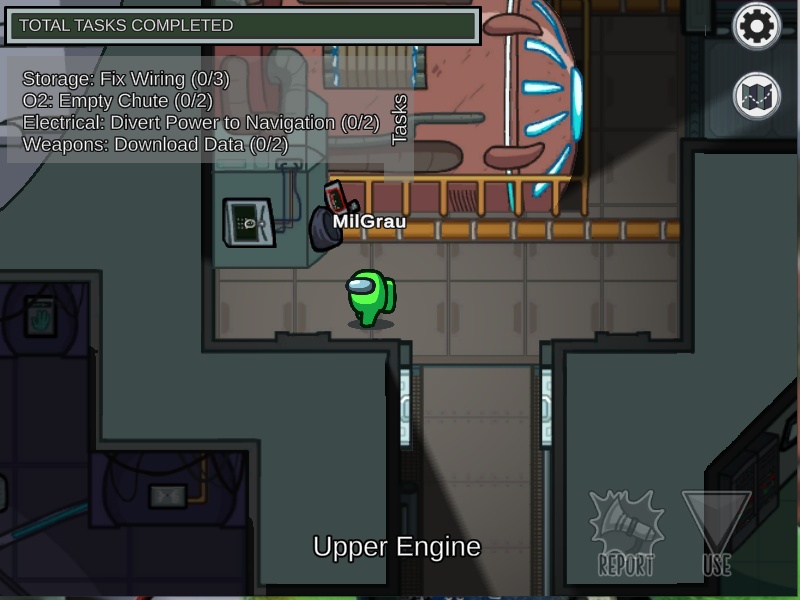 TOTAL TASKS COMPLETED
Storage: Fix Wiring (0/3)
O2: Empty Chute (0/2)
Electrical: Divert Power to Navigation (0/2)
Weapons: Download Data (0/2)
Tasks
MilGrau
Upper Engine
REPORT
USE